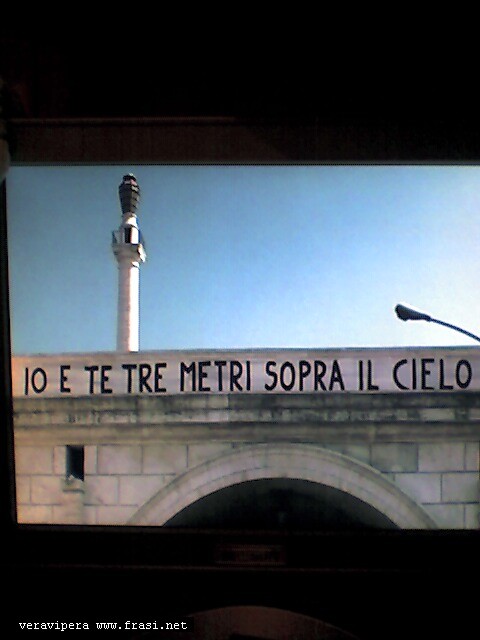 IO E TE TRE METRI SOPRA IL CIELO
veravipera www.frasi.net